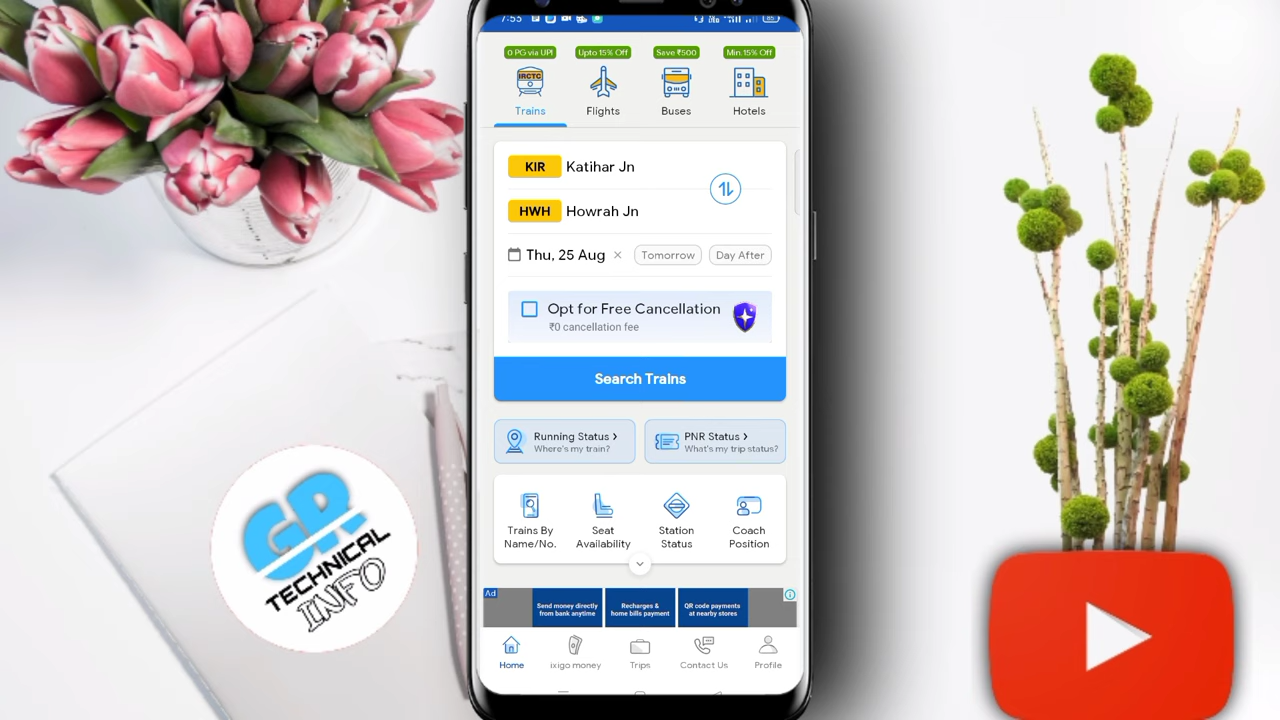 7:55
0 PG via UPI
Upto 15% Off
Save ₹500
Min.15% Off
IRCTC
Trains
Flights
Buses
Hotels
KIR Katihar Jn
HWH Howrah Jn
Thu, 25 Aug × Tomorrow Day After
Opt for Free Cancellation
₹0 cancellation fee
Search Trains
Running Status ›
Where's my train?
PNR Status ›
What's my trip status?
Trains By
Name/No.
Seat
Availability
Station
Status
Coach
Position
Ad
Send money directly
from bank anytime
Recharges &
home bills payment
QR code payments
at nearby stores
Home
ixigo money
Trips
Contact Us
Profile
GR
TECHNICAL
INFO